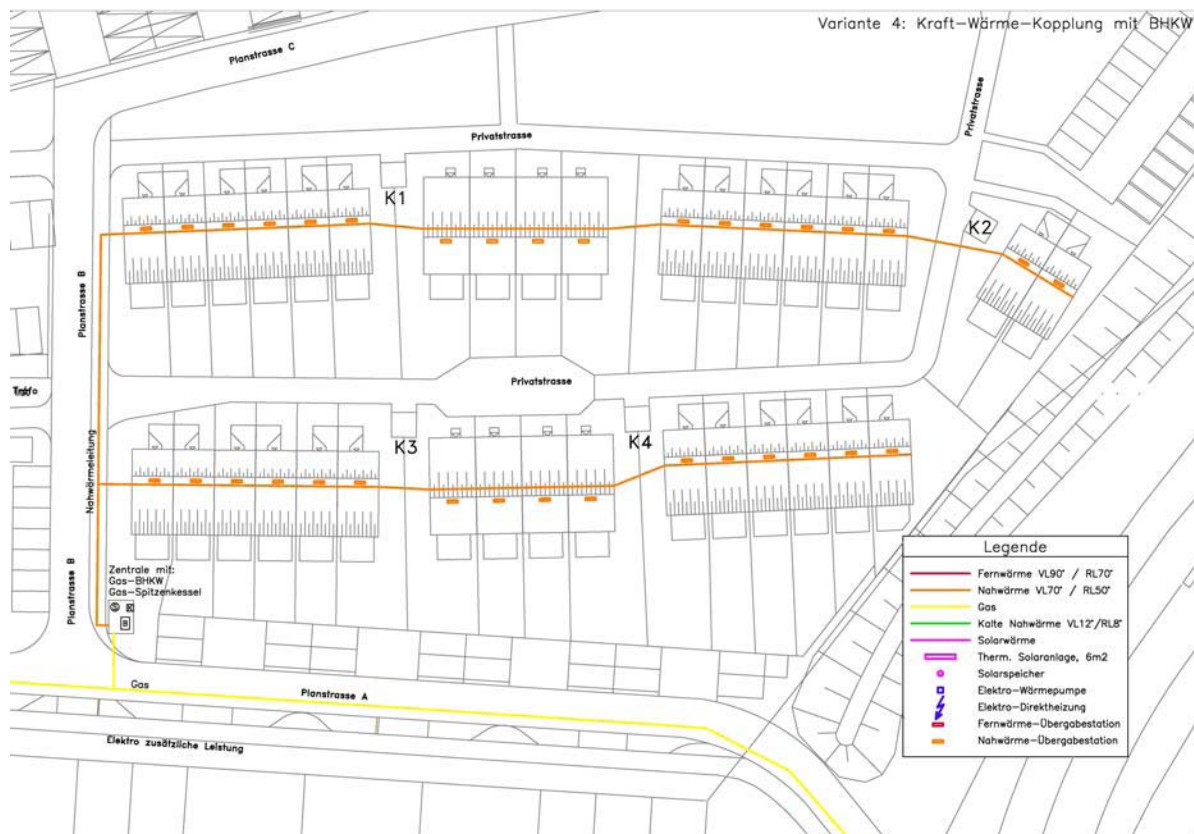 Variante 4: Kraft-Wärme-Kopplung mit BHKW
Planstrasse C
Privatstrasse
Privatstrasse
K1
K2
Planstrasse B
Privatstrasse
K3
K4
Nahwärmeleitung
Planstrasse B
Zentrale mit:
Gas-BHKW
Gas-Spitzenkessel
S
B
Gas
Planstrasse A
Elektro zusätzliche Leistung
Legende
Fernwärme VL90° / RL70°
Nahwärme VL70° / RL50°
Gas
Kalte Nahwärme VL12°/RL8°
Solarwärme
Therm. Solaranlage, 6m2
Solarspeicher
Elektro-Wärmepumpe
Elektro-Direktheizung
Fernwärme-Übergabestation
Nahwärme-Übergabestation